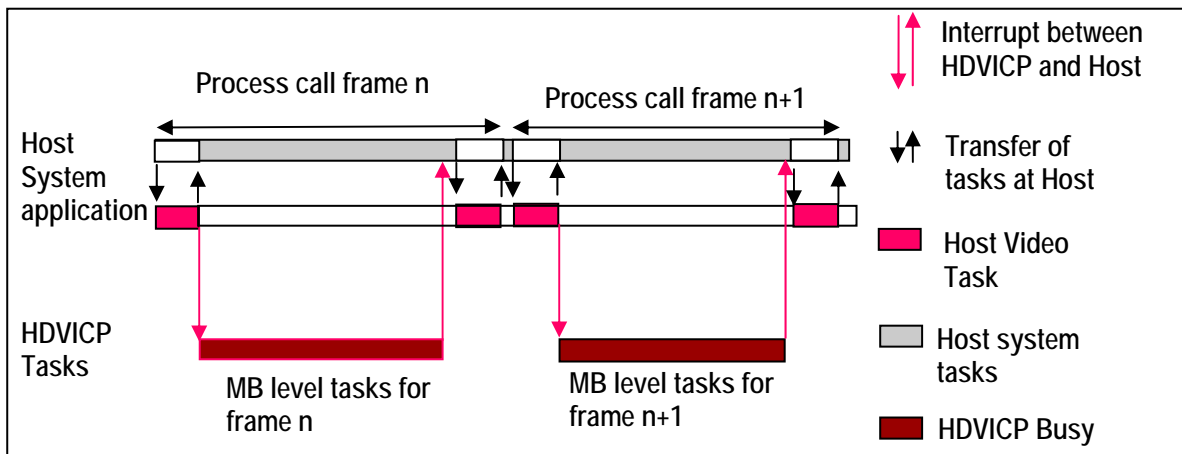 Process call frame n
Process call frame n+1
Host
System
application
HDVICP
Tasks
MB level tasks for
frame n
MB level tasks for
frame n+1
Interrupt between
HDVICP and Host
Transfer of
tasks at Host
Host Video
Task
Host system
tasks
HDVICP Busy